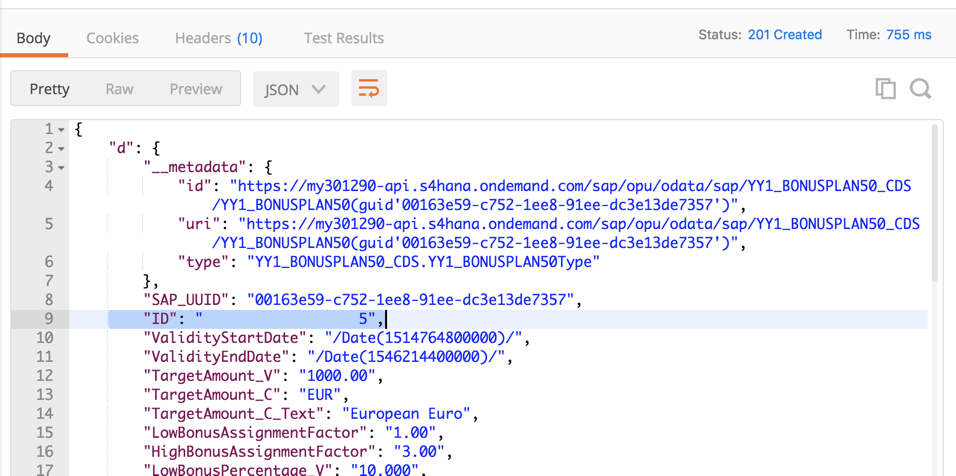 Body Cookies Headers (10) Test Results Status: 201 Created Time: 755 ms
Pretty Raw Preview JSON
1 {
2 "d": {
3 "__metadata": {
4 "id": "https://my301290-api.s4hana.ondemand.com/sap/opu/odata/sap/YY1_BONUSPLAN50_CDS
/YY1_BONUSPLAN50(guid'00163e59-c752-1ee8-91ee-dc3e13de7357')",
5 "uri": "https://my301290-api.s4hana.ondemand.com/sap/opu/odata/sap/YY1_BONUSPLAN50_CDS
/YY1_BONUSPLAN50(guid'00163e59-c752-1ee8-91ee-dc3e13de7357')",
6 "type": "YY1_BONUSPLAN50_CDS.YY1_BONUSPLAN50Type"
7 },
8 "SAP_UUID": "00163e59-c752-1ee8-91ee-dc3e13de7357",
9 "ID": "                  5",
10 "ValidityStartDate": "/Date(1514764800000)/",
11 "ValidityEndDate": "/Date(1546214400000)/",
12 "TargetAmount_V": "1000.00",
13 "TargetAmount_C": "EUR",
14 "TargetAmount_C_Text": "European Euro",
15 "LowBonusAssignmentFactor": "1.00",
16 "HighBonusAssignmentFactor": "3.00",
17 "LowBonusPercentage_V": "10.000",